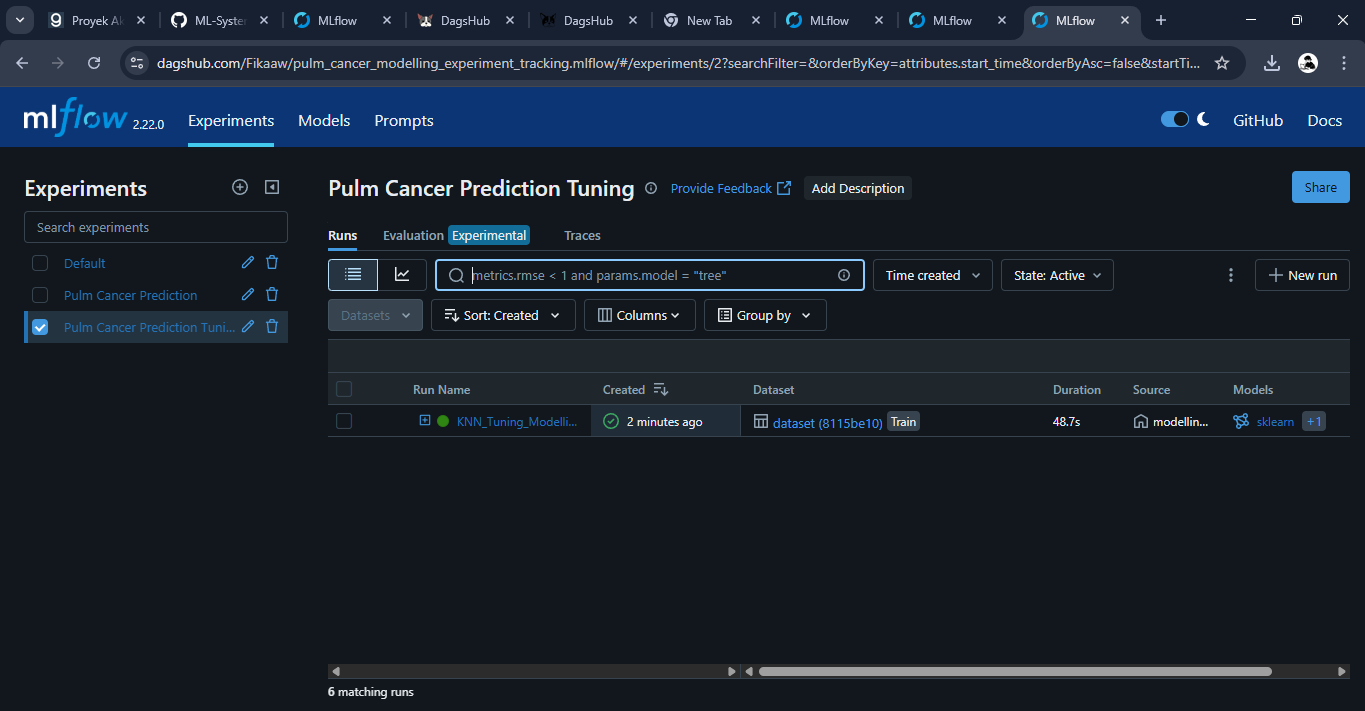 Proyek Ak
ML-System
MLflow
DagsHub
DagsHub
New Tab
MLflow
MLflow
MLflow
dagshub.com/Fikaaw/pulm_cancer_modelling_experiment_tracking.mlflow/#/experiments/2?searchFilter=&orderByKey=attributes.start_time&orderByAsc=false&startTi...
mlflow 2.22.0
Experiments
Models
Prompts
GitHub
Docs
Experiments
Search experiments
Default
Pulm Cancer Prediction
Pulm Cancer Prediction Tuni...
Pulm Cancer Prediction Tuning
Provide Feedback
Add Description
Share
Runs
Evaluation Experimental
Traces
metrics.rmse < 1 and params.model = "tree"
Time created
State: Active
New run
Datasets
Sort: Created
Columns
Group by
Run Name
Created
Dataset
Duration
Source
Models
KNN_Tuning_Modelli...
2 minutes ago
dataset (8115be10) Train
48.7s
modellin...
sklearn +1
6 matching runs